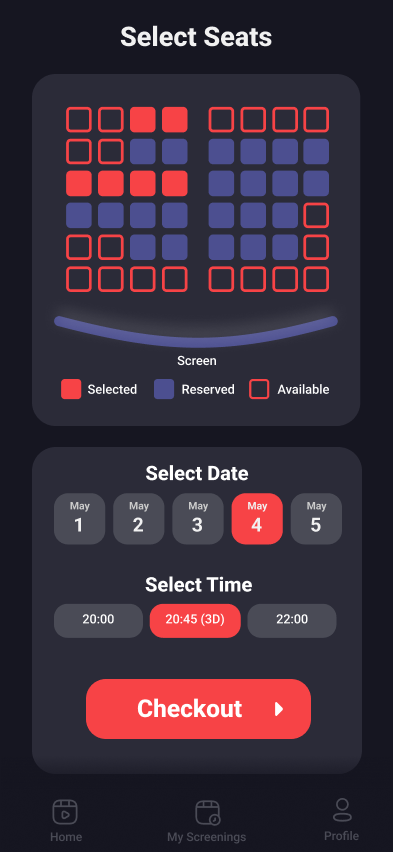 Select Seats
Screen
Selected Reserved Available
Select Date
May May May May May
1 2 3 4 5
Select Time
20:00 20:45 (3D) 22:00
Checkout
Home My Screenings Profile